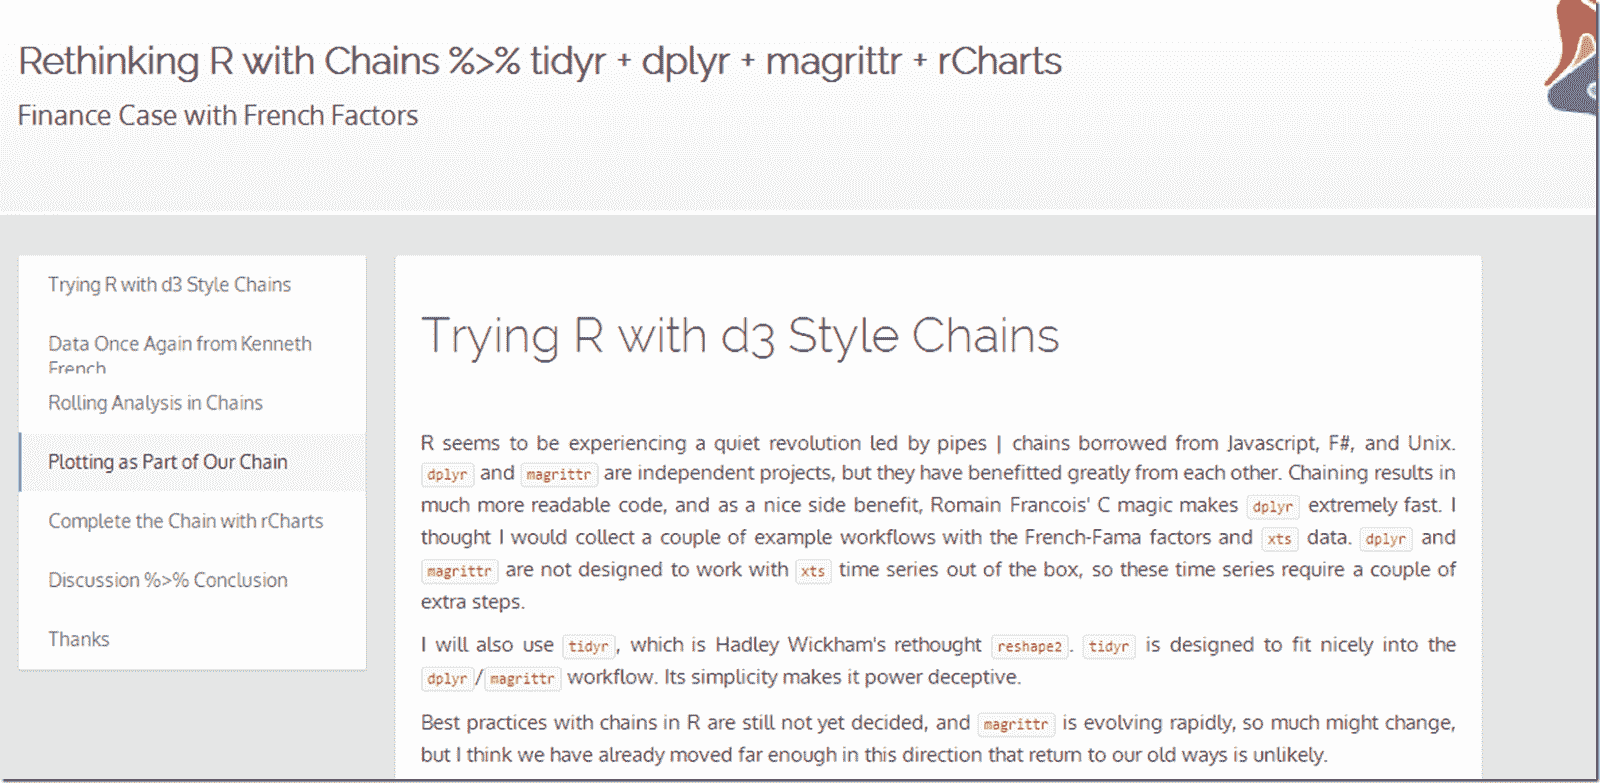 Rethinking R with Chains %>% tidyr + dplyr + magrittr + rCharts
Finance Case with French Factors
Trying R with d3 Style Chains
Data Once Again from Kenneth
French
Rolling Analysis in Chains
Plotting as Part of Our Chain
Complete the Chain with rCharts
Discussion %>% Conclusion
Thanks
Trying R with d3 Style Chains
R seems to be experiencing a quiet revolution led by pipes | chains borrowed from Javascript, F#, and Unix.
dplyr and magrittr are independent projects, but they have benefitted greatly from each other. Chaining results in
much more readable code, and as a nice side benefit, Romain Francois' C magic makes dplyr extremely fast. I
thought I would collect a couple of example workflows with the French-Fama factors and xts data. dplyr and
magrittr are not designed to work with xts time series out of the box, so these time series require a couple of
extra steps.
I will also use tidyr, which is Hadley Wickham's rethought reshape2. tidyr is designed to fit nicely into the
dplyr/magrittr workflow. Its simplicity makes it power deceptive.
Best practices with chains in R are still not yet decided, and magrittr is evolving rapidly, so much might change,
but I think we have already moved far enough in this direction that return to our old ways is unlikely.